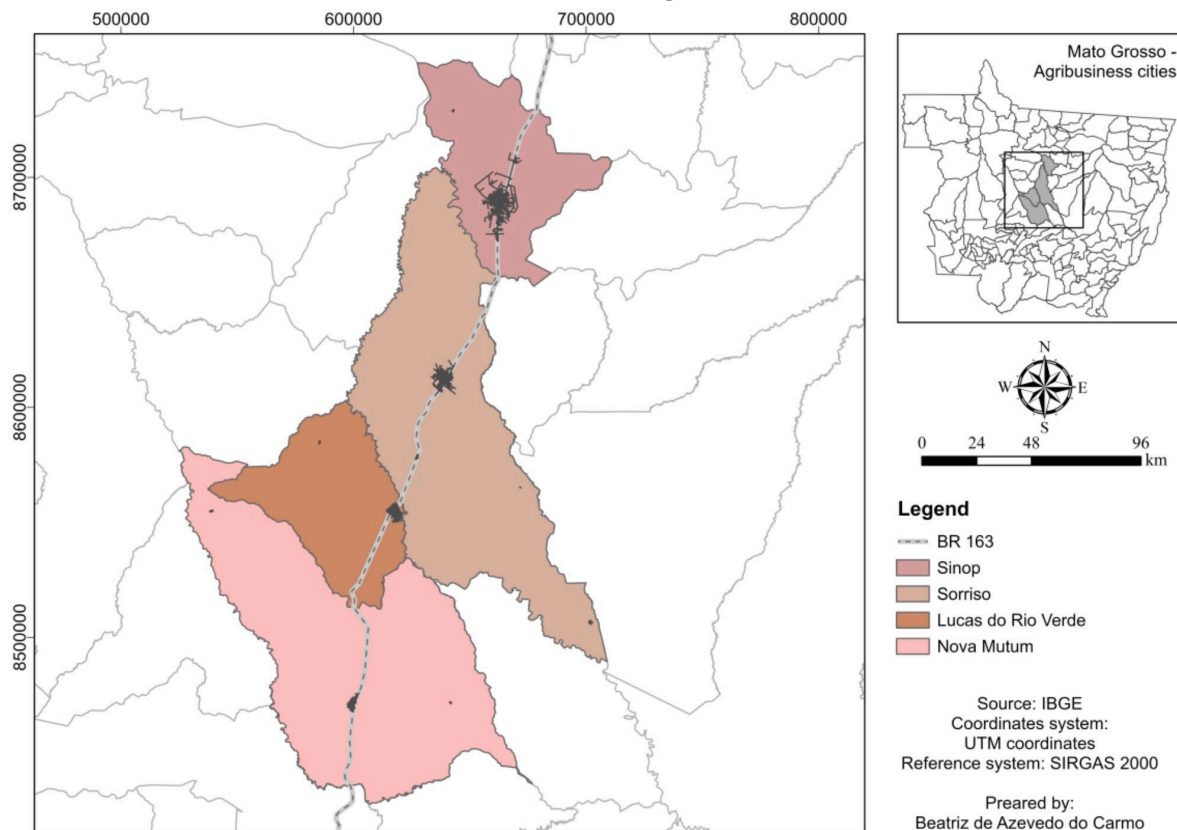 500000 600000 700000 800000
8700000
8600000
8500000
Mato Grosso -
Agribusiness cities
N
W E
S
0 24 48 96
km
Legend
BR 163
Sinop
Sorriso
Lucas do Rio Verde
Nova Mutum
Source: IBGE
Coordinates system:
UTM coordinates
Reference system: SIRGAS 2000
Preared by:
Beatriz de Azevedo do Carmo